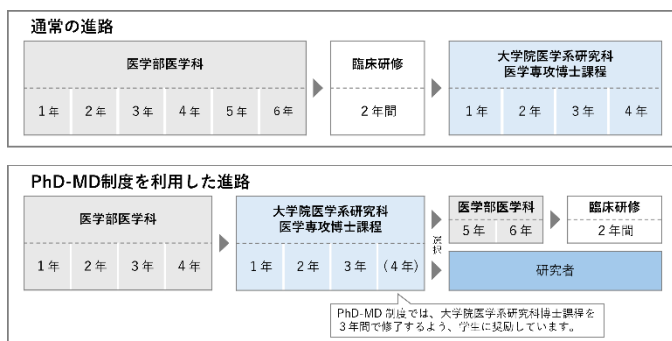 通常の進路
医学部医学科
1年 2年 3年 4年 5年 6年
臨床研修
2年間
大学院医学系研究科
医学専攻博士課程
1年 2年 3年 4年
PhD-MD制度を利用した進路
医学部医学科
1年 2年 3年 4年
大学院医学系研究科
医学専攻博士課程
1年 2年 3年 (4年)
選択
医学部医学科
5年 6年
臨床研修
2年間
研究者
PhD-MD制度では、大学院医学系研究科博士課程を
3年間で修了するよう、学生に奨励しています。